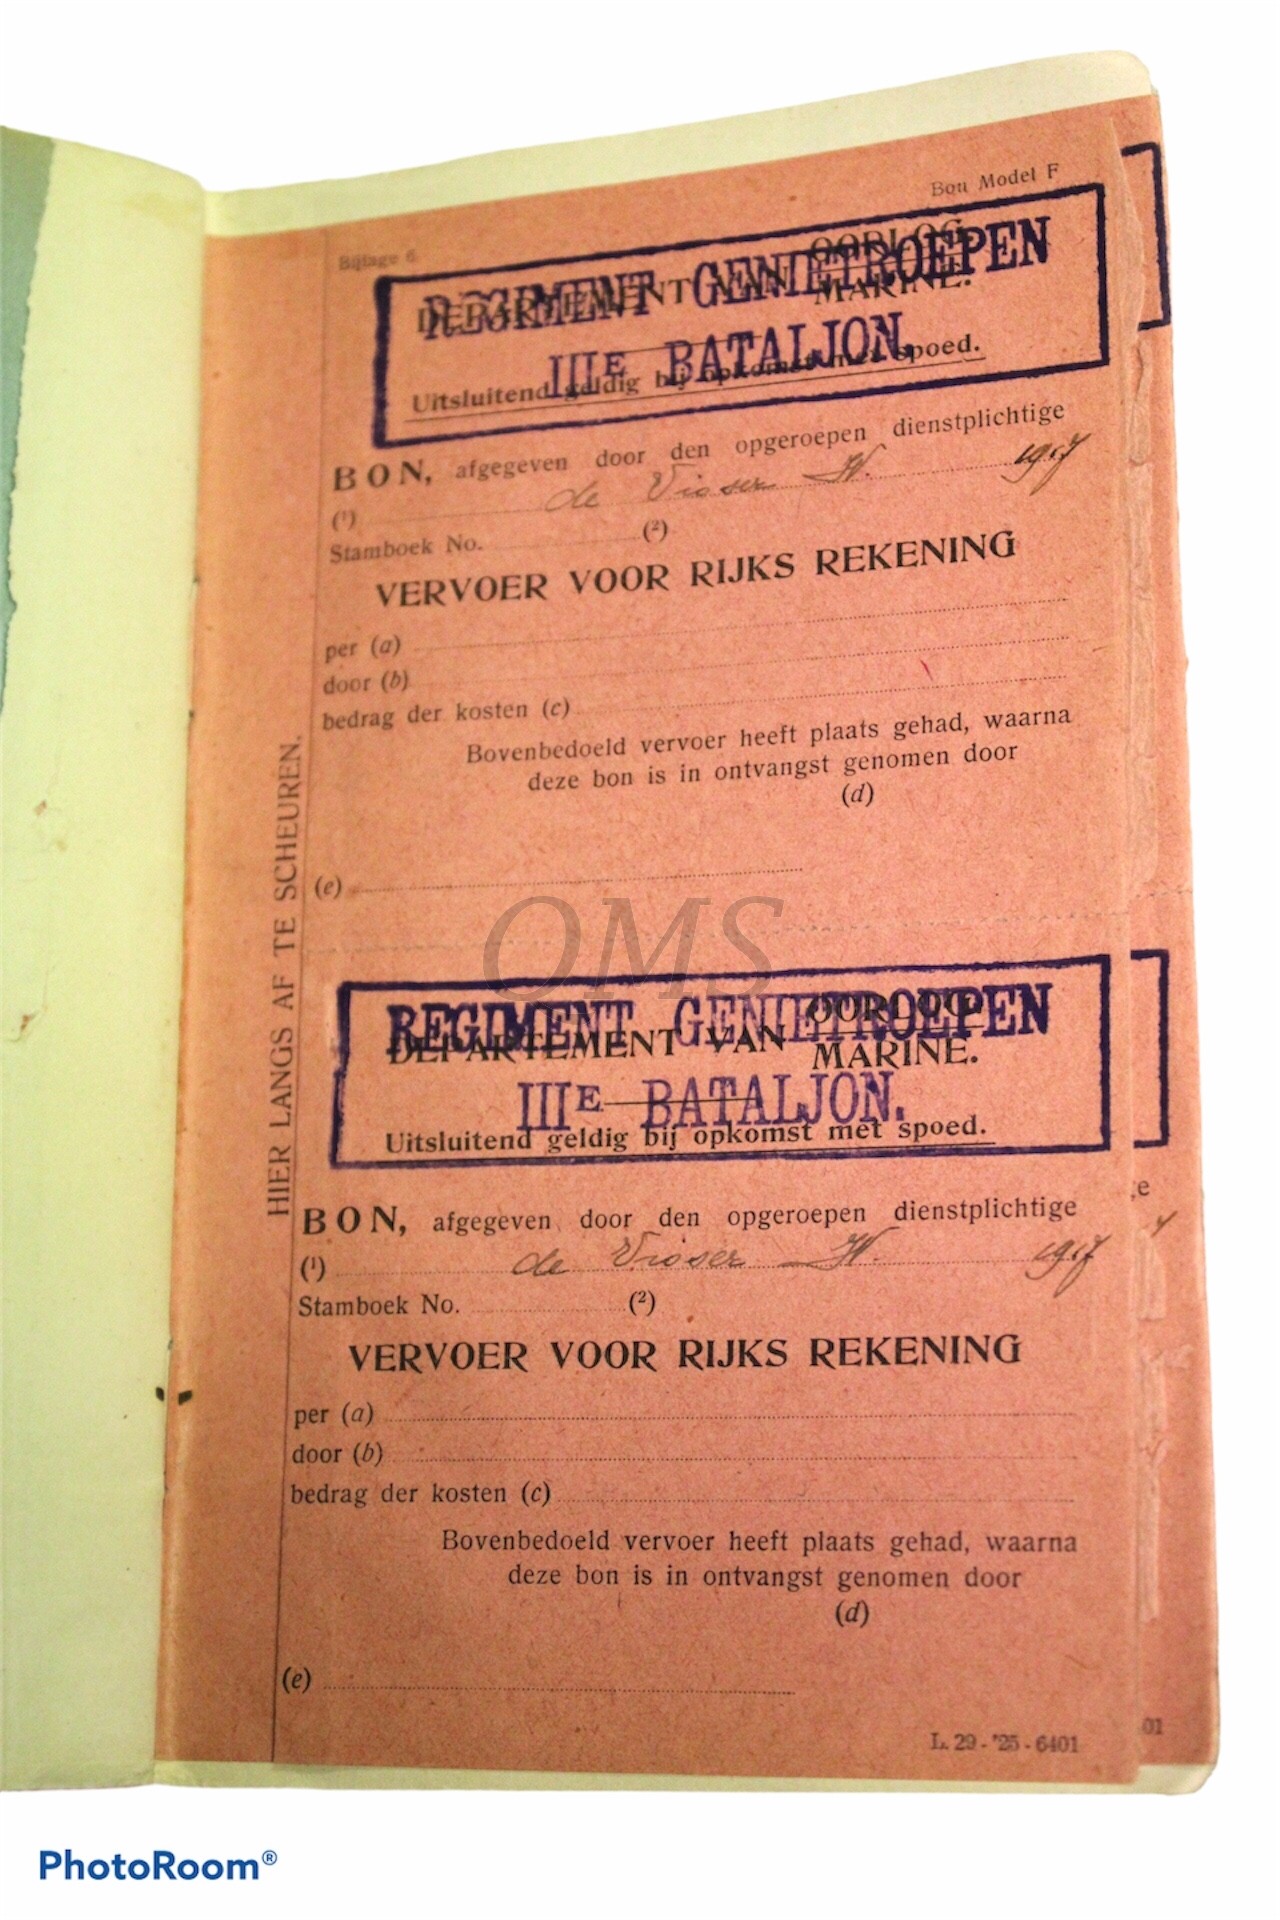 Bon Model F
Bijlage 6
OORLOG
DEPARTEMENT VAN MARINE.
REGIMENT GENIETROEPEN
IIIE BATALJON.
Uitsluitend geldig bij opkomst met spoed.
BON, afgegeven door den opgeroepen dienstplichtige
(1) de Visser W.
Stamboek No. (2)
VERVOER VOOR RIJKS REKENING
per (a)
door (b)
bedrag der kosten (c)
Bovenbedoeld vervoer heeft plaats gehad, waarna
deze bon is in ontvangst genomen door
(d)
(e)
HIER LANGS AF TE SCHEUREN.
OMS
OORLOG
DEPARTEMENT VAN MARINE.
REGIMENT GENIETROEPEN
IIIE BATALJON.
Uitsluitend geldig bij opkomst met spoed.
BON, afgegeven door den opgeroepen dienstplichtige
(1) de Visser W.
Stamboek No. (2)
VERVOER VOOR RIJKS REKENING
per (a)
door (b)
bedrag der kosten (c)
Bovenbedoeld vervoer heeft plaats gehad, waarna
deze bon is in ontvangst genomen door
(d)
(e)
L. 29 - '25 - 6401
01
PhotoRoom®